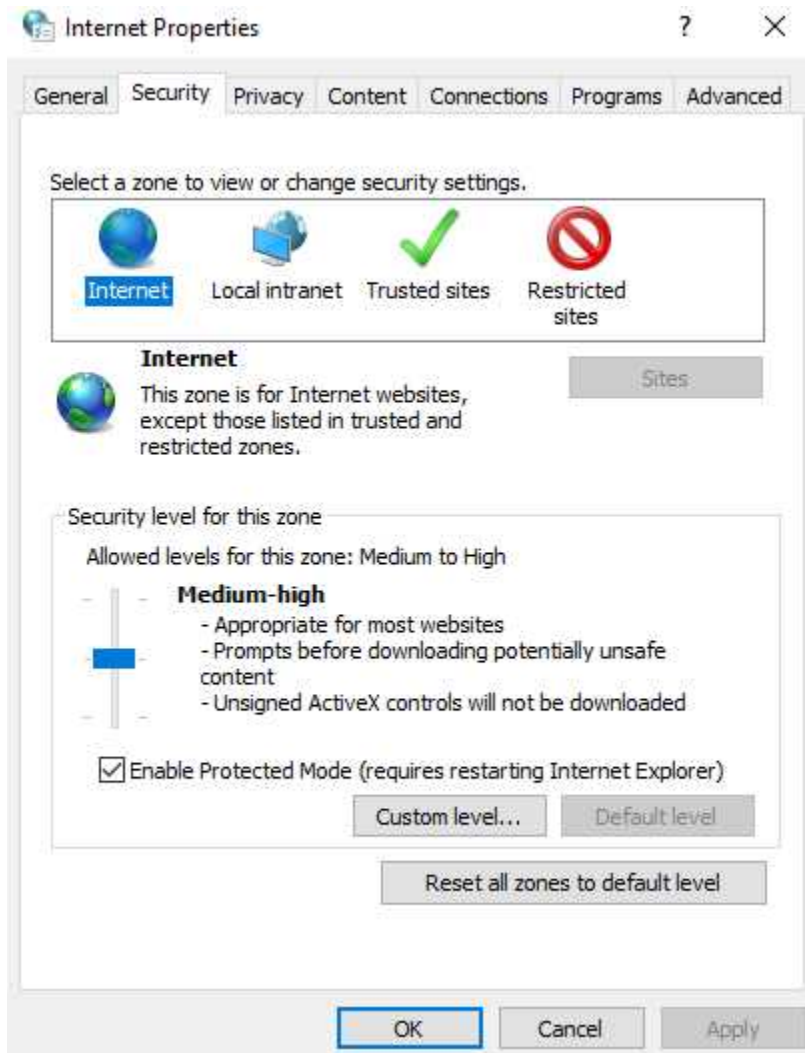 Internet Properties ? ×
General Security Privacy Content Connections Programs Advanced
Select a zone to view or change security settings.
Internet Local intranet Trusted sites Restricted
sites
Internet
Sites
This zone is for Internet websites,
except those listed in trusted and
restricted zones.
Security level for this zone
Allowed levels for this zone: Medium to High
Medium-high
- Appropriate for most websites
- Prompts before downloading potentially unsafe
content
- Unsigned ActiveX controls will not be downloaded
Enable Protected Mode (requires restarting Internet Explorer)
Custom level... Default level
Reset all zones to default level
OK Cancel Apply